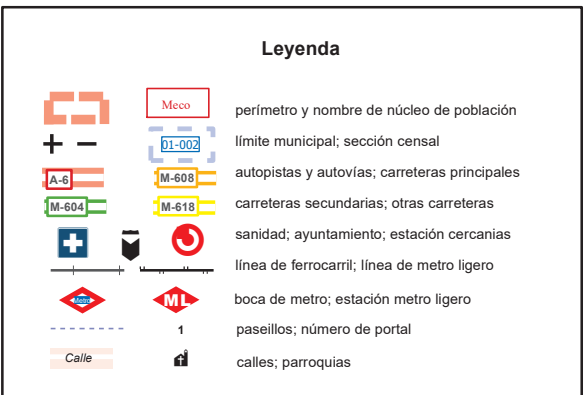 Leyenda
Meco perímetro y nombre de núcleo de población
01-002 límite municipal; sección censal
A-6 M-608 autopistas y autovías; carreteras principales
M-604 M-618 carreteras secundarias; otras carreteras
sanidad; ayuntamiento; estación cercanias
línea de ferrocarril; línea de metro ligero
Metro ML boca de metro; estación metro ligero
1 paseillos; número de portal
Calle calles; parroquias